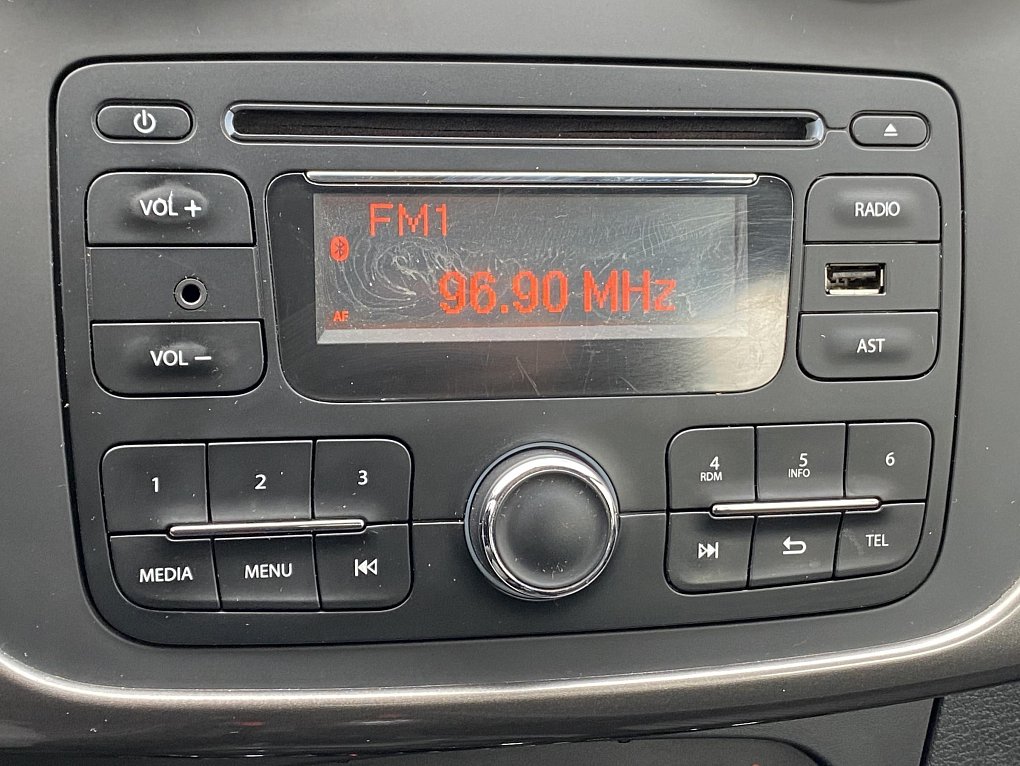 VOL +
FM1
96.90 MHz
AF
VOL −
RADIO
AST
1
2
3
4
RDM
5
INFO
6
MEDIA
MENU
TEL